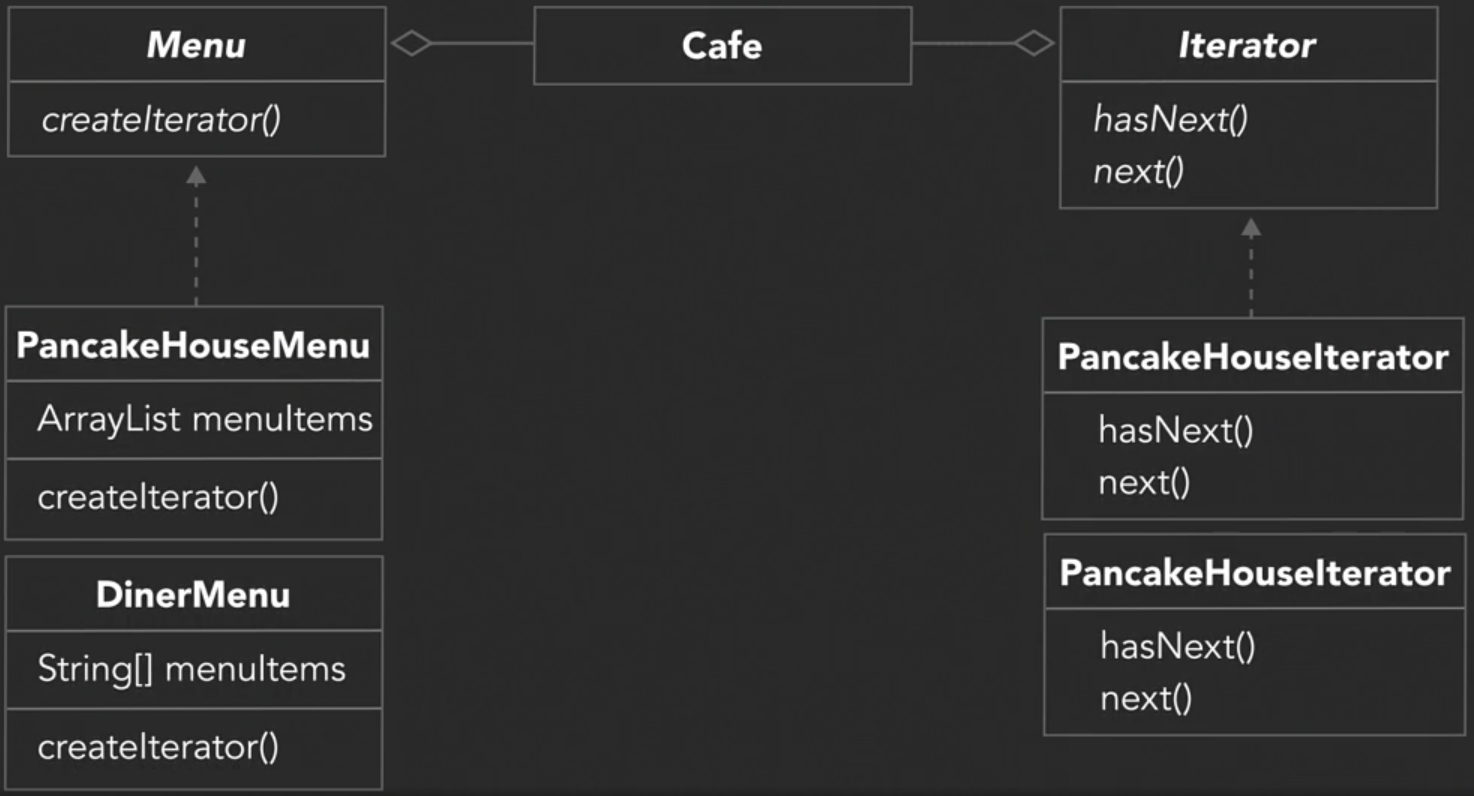 Menu
createIterator()
Cafe
Iterator
hasNext()
next()
PancakeHouseMenu
ArrayList menuItems
createIterator()
DinerMenu
String[] menuItems
createIterator()
PancakeHouseIterator
hasNext()
next()
PancakeHouseIterator
hasNext()
next()